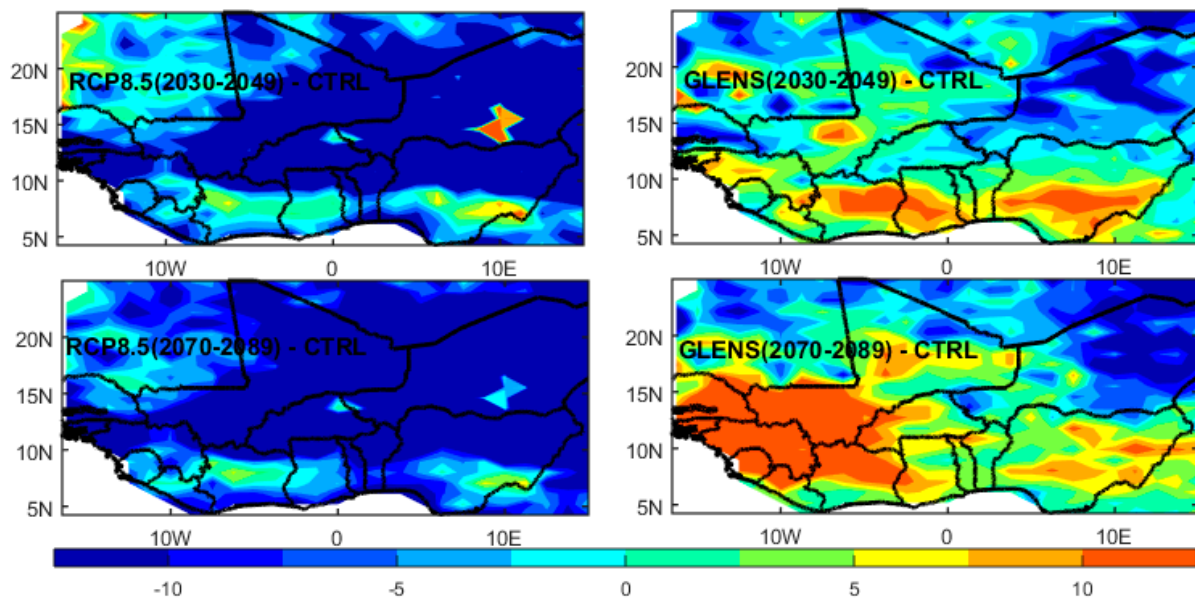 20N
15N
10N
5N
RCP8.5(2030-2049) - CTRL
10W 0 10E
20N
15N
10N
5N
GLENS(2030-2049) - CTRL
10W 0 10E
20N
15N
10N
5N
RCP8.5(2070-2089) - CTRL
10W 0 10E
20N
15N
10N
5N
GLENS(2070-2089) - CTRL
10W 0 10E
-10 -5 0 5 10